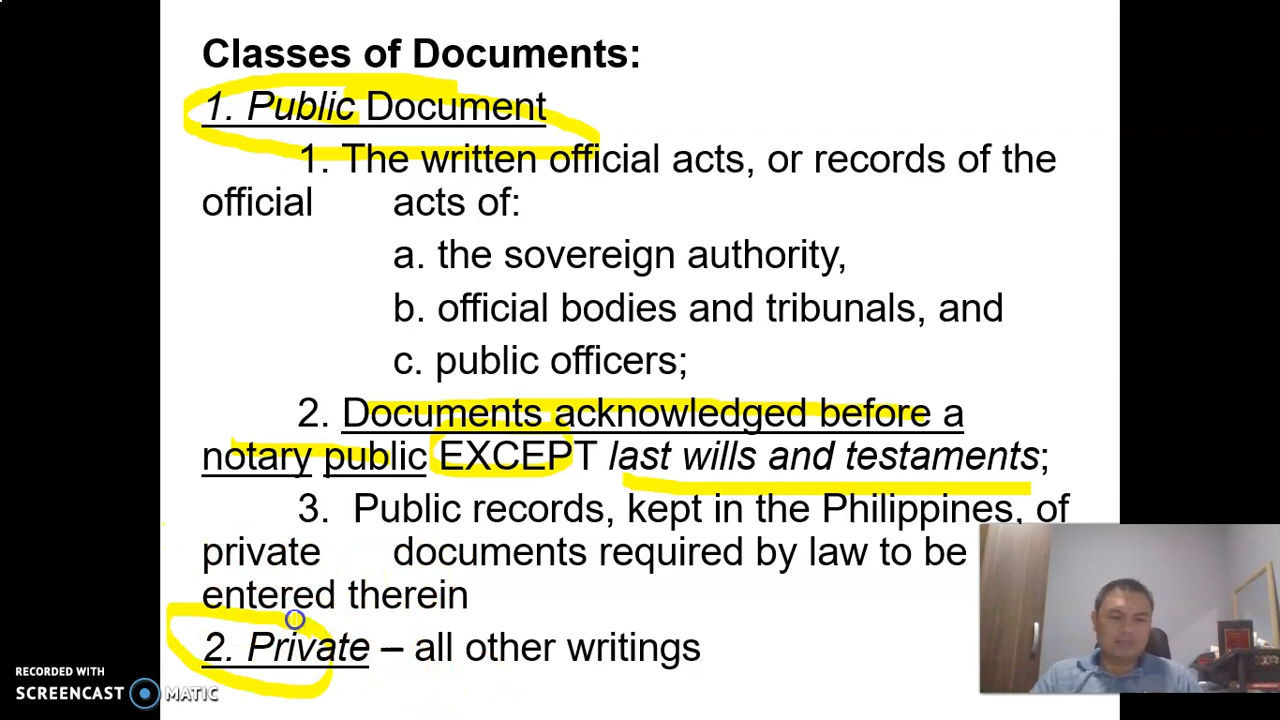 Classes of Documents:
1. Public Document
1. The written official acts, or records of the
official acts of:
a. the sovereign authority,
b. official bodies and tribunals, and
c. public officers;
2. Documents acknowledged before a
notary public EXCEPT last wills and testaments;
3. Public records, kept in the Philippines, of
private documents required by law to be
entered therein
2. Private – all other writings
RECORDED WITH
SCREENCAST MATIC